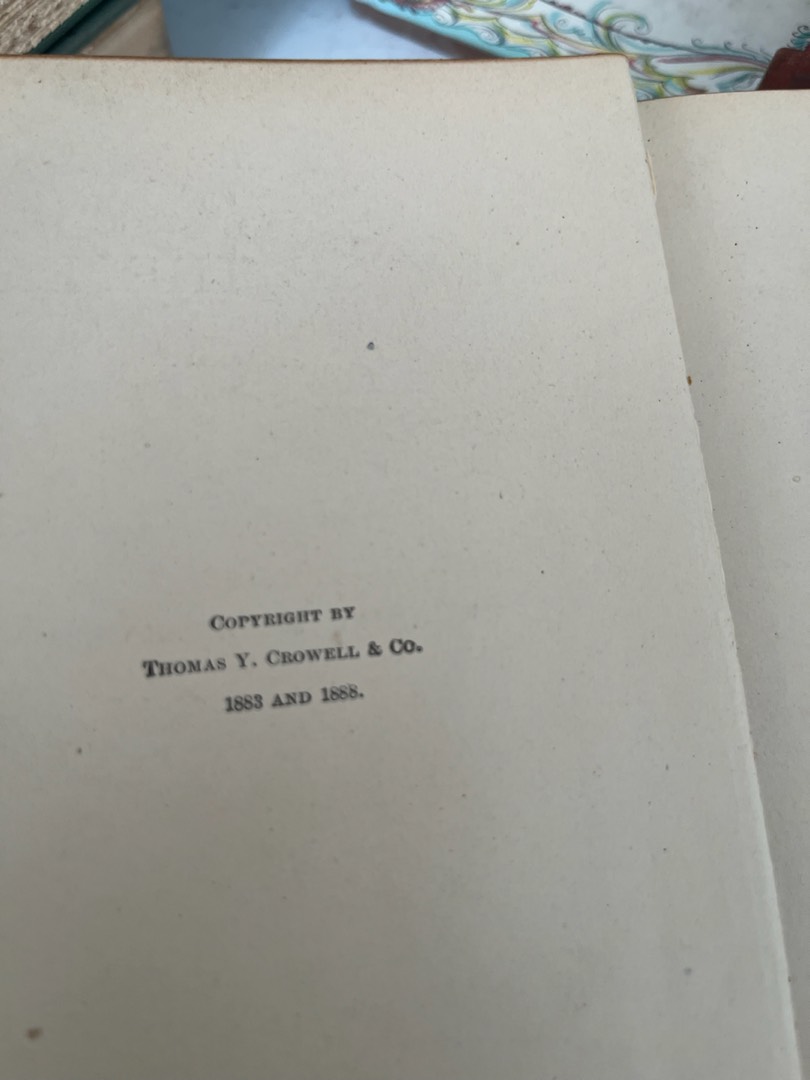 COPYRIGHT BY
THOMAS Y. CROWELL & CO.
1883 AND 1888.